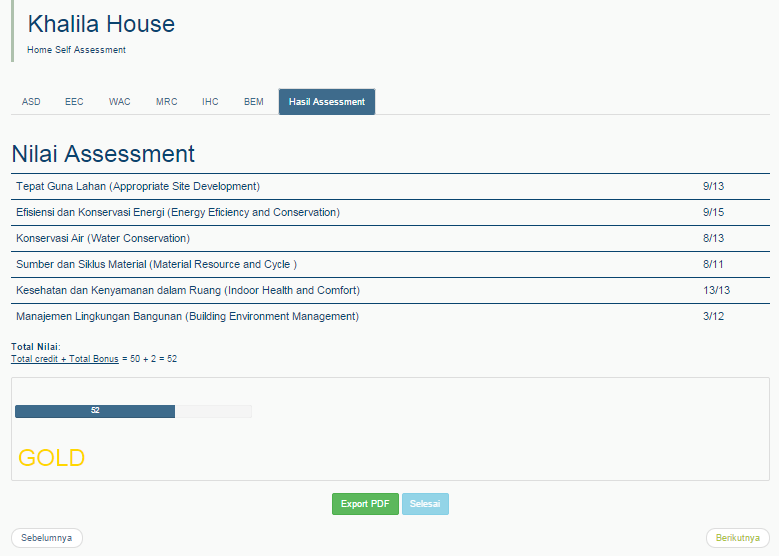 Khalila House
Home Self Assessment
ASD EEC WAC MRC IHC BEM Hasil Assessment
Nilai Assessment
Tepat Guna Lahan (Appropriate Site Development) 9/13
Efisiensi dan Konservasi Energi (Energy Eficiency and Conservation) 9/15
Konservasi Air (Water Conservation) 8/13
Sumber dan Siklus Material (Material Resource and Cycle ) 8/11
Kesehatan dan Kenyamanan dalam Ruang (Indoor Health and Comfort) 13/13
Manajemen Lingkungan Bangunan (Building Environment Management) 3/12
Total Nilai:
Total credit + Total Bonus = 50 + 2 = 52
52
GOLD
Export PDF Selesai
Sebelumnya Berikutnya